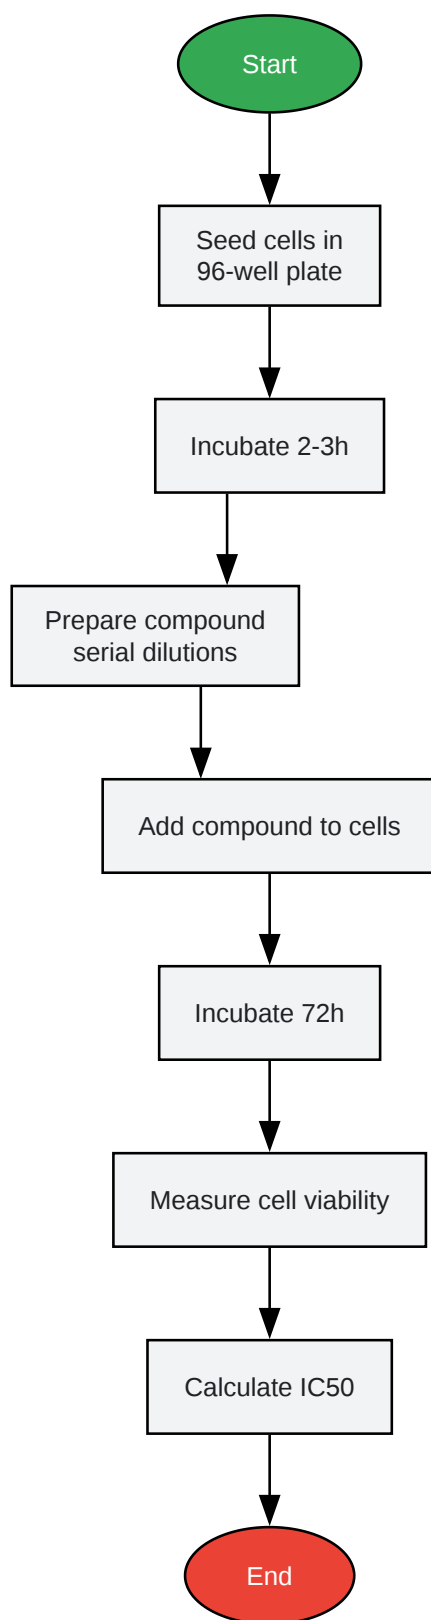 Start
Seed cells in
96-well plate
Incubate 2-3h
Prepare compound
serial dilutions
Add compound to cells
Incubate 72h
Measure cell viability
Calculate IC50
End